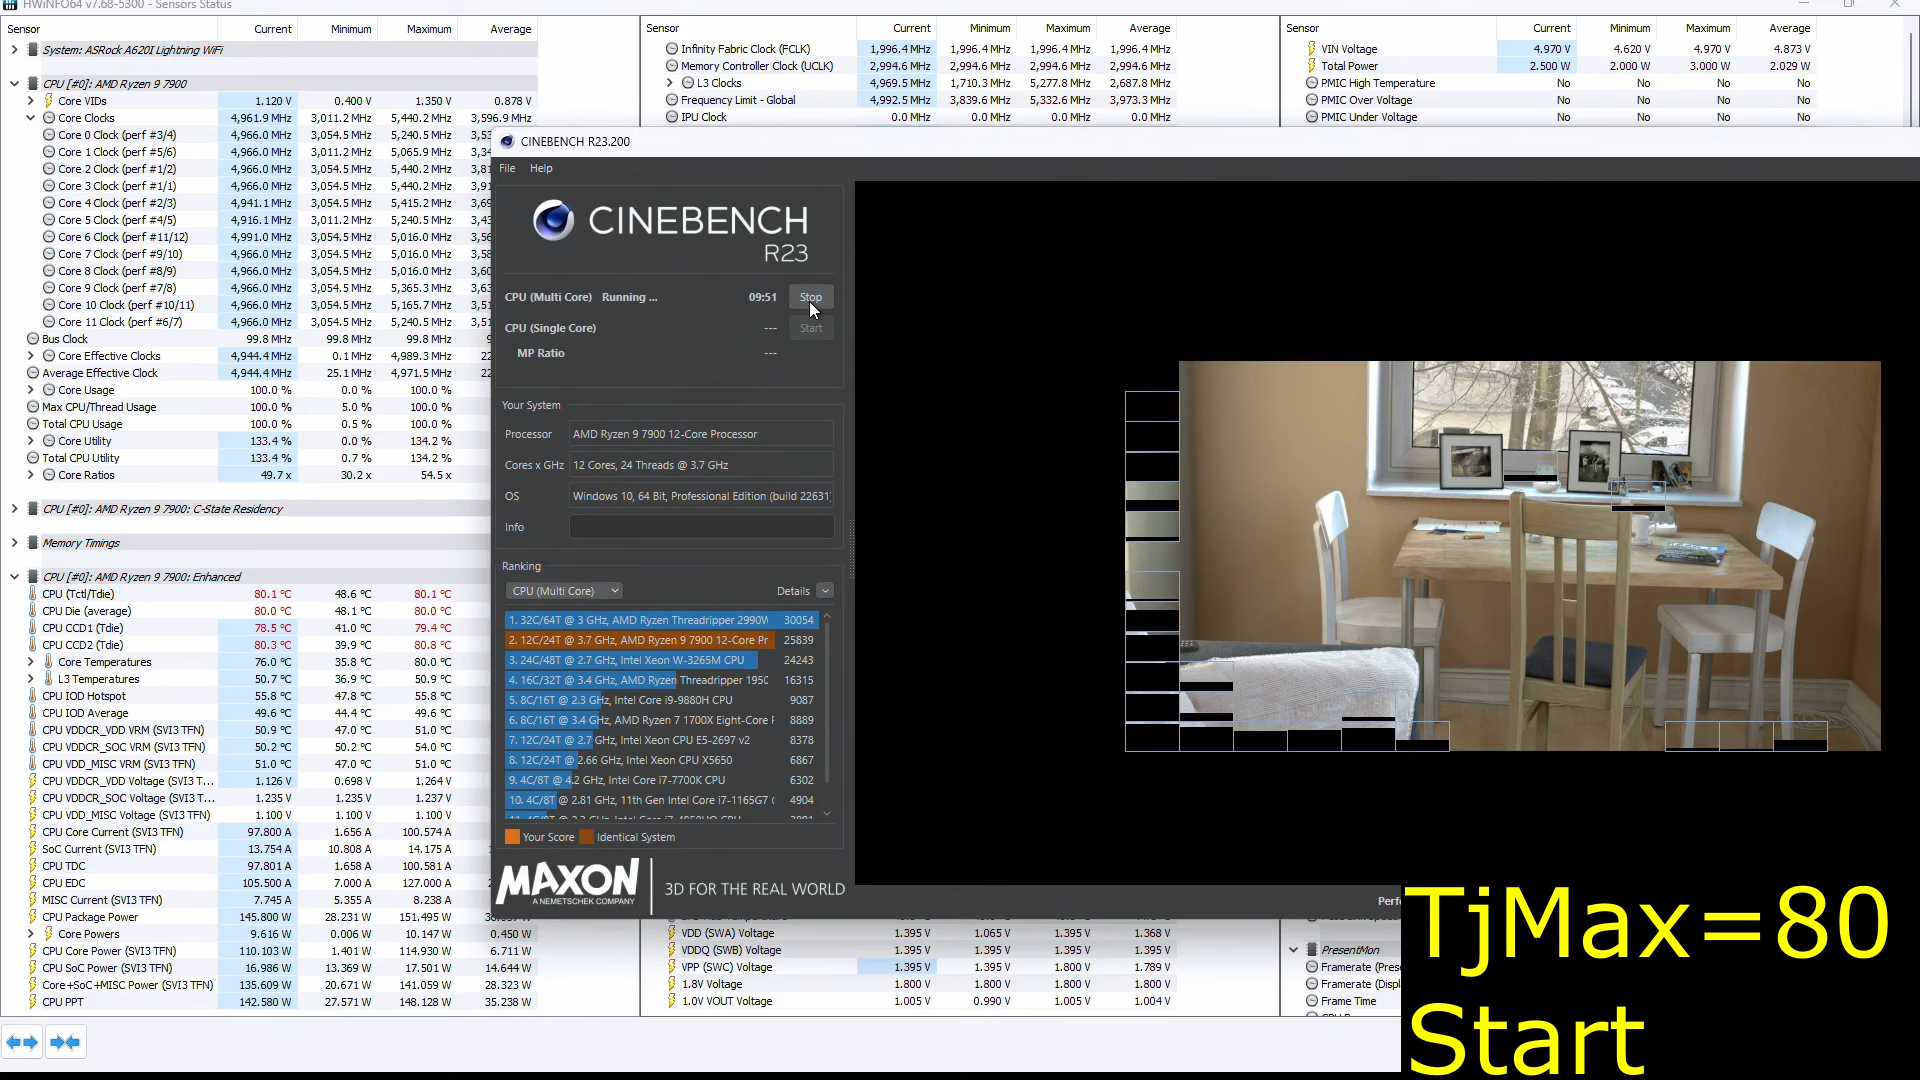 HWiNFO64 v7.68-5300 - Sensors Status
Sensor Current Minimum Maximum Average
System: ASRock A620I Lightning WiFi
CPU [#0]: AMD Ryzen 9 7900
Core VIDs 1.120 V 0.400 V 1.350 V 0.878 V
Core Clocks 4,961.9 MHz 3,011.2 MHz 5,440.2 MHz 3,596.9 MHz
Core 0 Clock (perf #3/4) 4,966.0 MHz 3,054.5 MHz 5,240.5 MHz
Core 1 Clock (perf #5/6) 4,966.0 MHz 3,011.2 MHz 5,065.9 MHz
Core 2 Clock (perf #1/2) 4,966.0 MHz 3,054.5 MHz 5,440.2 MHz
Core 3 Clock (perf #1/1) 4,966.0 MHz 3,054.5 MHz 5,440.2 MHz
Core 4 Clock (perf #2/3) 4,941.1 MHz 3,054.5 MHz 5,415.2 MHz
Core 5 Clock (perf #4/5) 4,916.1 MHz 3,011.2 MHz 5,240.5 MHz
Core 6 Clock (perf #11/12) 4,991.0 MHz 3,054.5 MHz 5,016.0 MHz
Core 7 Clock (perf #9/10) 4,966.0 MHz 3,054.5 MHz 5,016.0 MHz
Core 8 Clock (perf #8/9) 4,966.0 MHz 3,054.5 MHz 5,016.0 MHz
Core 9 Clock (perf #7/8) 4,966.0 MHz 3,054.5 MHz 5,365.3 MHz
Core 10 Clock (perf #10/11) 4,966.0 MHz 3,054.5 MHz 5,165.7 MHz
Core 11 Clock (perf #6/7) 4,966.0 MHz 3,054.5 MHz 5,240.5 MHz
Bus Clock 99.8 MHz 99.8 MHz 99.8 MHz
Core Effective Clocks 4,944.4 MHz 0.1 MHz 4,989.3 MHz
Average Effective Clock 4,944.4 MHz 25.1 MHz 4,971.5 MHz
Core Usage 100.0 % 0.0 % 100.0 %
Max CPU/Thread Usage 100.0 % 5.0 % 100.0 %
Total CPU Usage 100.0 % 0.5 % 100.0 %
Core Utility 133.4 % 0.0 % 134.2 %
Total CPU Utility 133.4 % 0.7 % 134.2 %
Core Ratios 49.7 x 30.2 x 54.5 x
CPU [#0]: AMD Ryzen 9 7900: C-State Residency
Memory Timings
CPU [#0]: AMD Ryzen 9 7900: Enhanced
CPU (Tctl/Tdie) 80.1 °C 48.6 °C 80.1 °C
CPU Die (average) 80.0 °C 48.1 °C 80.0 °C
CPU CCD1 (Tdie) 78.5 °C 41.0 °C 79.4 °C
CPU CCD2 (Tdie) 80.3 °C 39.9 °C 80.8 °C
Core Temperatures 76.0 °C 35.8 °C 80.0 °C
L3 Temperatures 50.7 °C 36.9 °C 50.9 °C
CPU IOD Hotspot 55.8 °C 47.8 °C 55.8 °C
CPU IOD Average 49.6 °C 44.4 °C 49.6 °C
CPU VDDCR_VDD VRM (SVI3 TFN) 50.9 °C 47.0 °C 51.0 °C
CPU VDDCR_SOC VRM (SVI3 TFN) 50.2 °C 50.2 °C 54.0 °C
CPU VDD_MISC VRM (SVI3 TFN) 51.0 °C 47.0 °C 51.0 °C
CPU VDDCR_VDD Voltage (SVI3 T... 1.126 V 0.698 V 1.264 V
CPU VDDCR_SOC Voltage (SVI3 T... 1.235 V 1.235 V 1.237 V
CPU VDD_MISC Voltage (SVI3 TFN) 1.100 V 1.100 V 1.100 V
CPU Core Current (SVI3 TFN) 97.800 A 1.656 A 100.574 A
SoC Current (SVI3 TFN) 13.754 A 10.808 A 14.175 A
CPU TDC 97.801 A 1.658 A 100.581 A
CPU EDC 105.500 A 7.000 A 127.000 A
MISC Current (SVI3 TFN) 7.745 A 5.355 A 8.238 A
CPU Package Power 145.800 W 28.231 W 151.495 W
Core Powers 9.616 W 0.006 W 10.147 W 0.450 W
CPU Core Power (SVI3 TFN) 110.103 W 1.401 W 114.930 W 6.711 W
CPU SoC Power (SVI3 TFN) 16.986 W 13.369 W 17.501 W 14.644 W
Core+SoC+MISC Power (SVI3 TFN) 135.609 W 20.671 W 141.059 W 28.323 W
CPU PPT 142.580 W 27.571 W 148.128 W 35.238 W
Sensor Current Minimum Maximum Average
Infinity Fabric Clock (FCLK) 1,996.4 MHz 1,996.4 MHz 1,996.4 MHz 1,996.4 MHz
Memory Controller Clock (UCLK) 2,994.6 MHz 2,994.6 MHz 2,994.6 MHz 2,994.6 MHz
L3 Clocks 4,969.5 MHz 1,710.3 MHz 5,277.8 MHz 2,687.8 MHz
Frequency Limit - Global 4,992.5 MHz 3,839.6 MHz 5,332.6 MHz 3,973.3 MHz
IPU Clock 0.0 MHz 0.0 MHz 0.0 MHz 0.0 MHz
Sensor Current Minimum Maximum Average
VIN Voltage 4.970 V 4.620 V 4.970 V 4.873 V
Total Power 2.500 W 2.000 W 3.000 W 2.029 W
PMIC High Temperature No No No
PMIC Over Voltage No No No
PMIC Under Voltage No No No
CINEBENCH R23.200
File Help
CINEBENCH
R23
CPU (Multi Core) Running ... 09:51 Stop
CPU (Single Core) --- Start
MP Ratio ---
Your System
Processor AMD Ryzen 9 7900 12-Core Processor
Cores x GHz 12 Cores, 24 Threads @ 3.7 GHz
OS Windows 10, 64 Bit, Professional Edition (build 22631)
Info
Ranking
CPU (Multi Core) Details
1. 32C/64T @ 3 GHz, AMD Ryzen Threadripper 2990W 30054
2. 12C/24T @ 3.7 GHz, AMD Ryzen 9 7900 12-Core Pr 25839
3. 24C/48T @ 2.7 GHz, Intel Xeon W-3265M CPU 24243
4. 16C/32T @ 3.4 GHz, AMD Ryzen Threadripper 1950 16315
5. 8C/16T @ 2.3 GHz, Intel Core i9-9880H CPU 9087
6. 8C/16T @ 3.4 GHz, AMD Ryzen 7 1700X Eight-Core 8889
7. 12C/24T @ 2.7 GHz, Intel Xeon CPU E5-2697 v2 8378
8. 12C/24T @ 2.66 GHz, Intel Xeon CPU X5650 6867
9. 4C/8T @ 4.2 GHz, Intel Core i7-7700K CPU 6302
10. 4C/8T @ 2.81 GHz, 11th Gen Intel Core i7-1165G7 4904
Your Score Identical System
MAXON
A NEMETSCHEK COMPANY
3D FOR THE REAL WORLD
VDD (SWA) Voltage 1.395 V 1.065 V 1.395 V 1.368 V
VDDQ (SWB) Voltage 1.395 V 1.395 V 1.395 V 1.395 V
VPP (SWC) Voltage 1.395 V 1.395 V 1.800 V 1.789 V
1.8V Voltage 1.800 V 1.800 V 1.800 V 1.800 V
1.0V VOUT Voltage 1.005 V 0.990 V 1.005 V 1.004 V
PresentMon
Framerate (Prese
Framerate (Displ
Frame Time
TjMax=80
Start